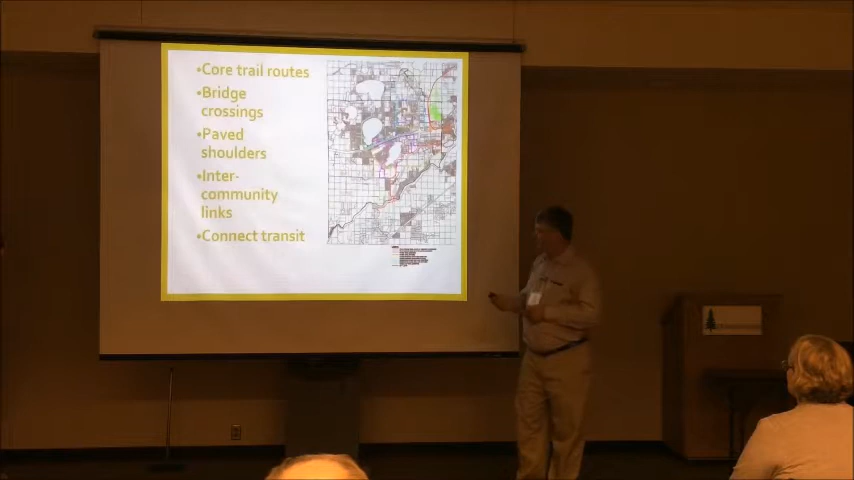 •Core trail routes
•Bridge
crossings
•Paved
shoulders
•Inter-
community
links
•Connect transit